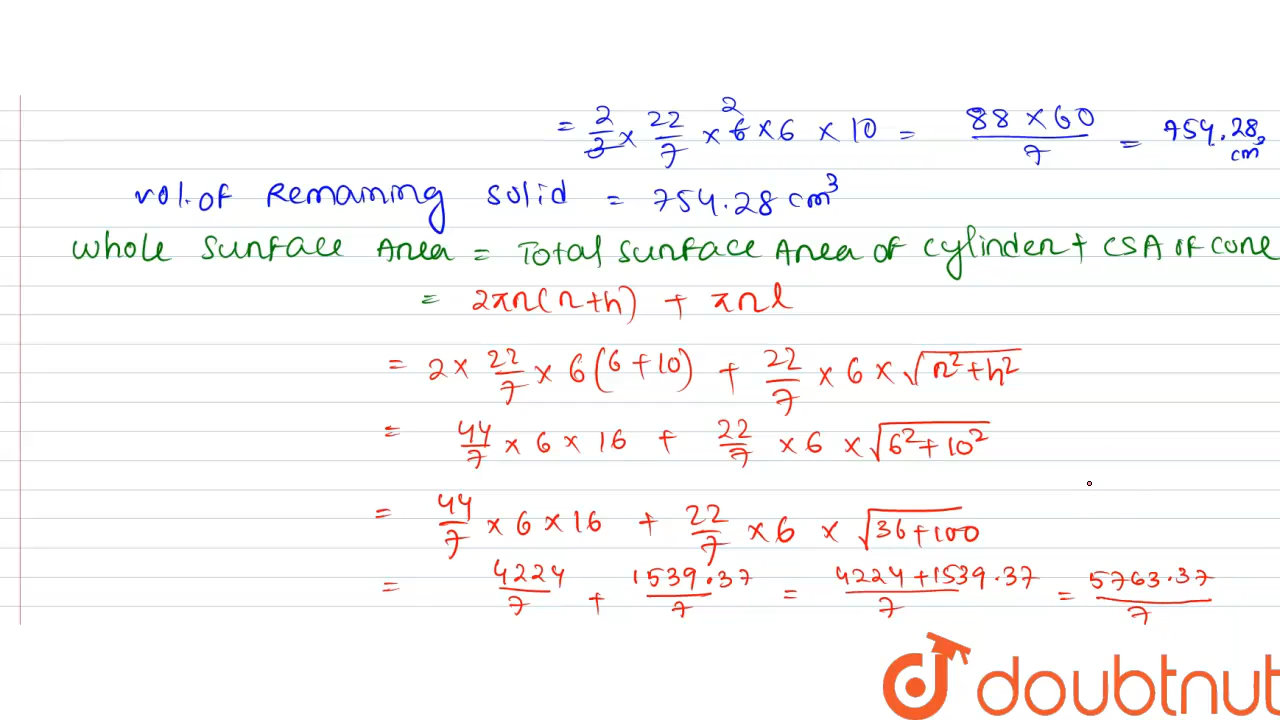 = 2/3 × 22/7 × 6 2 × 6 × 10 = 88 × 60/7 = 754.28 cm³
vol. of Remaining solid = 754.28 cm³
Whole Surface Area = Total Surface Area of cylinder + CSA of cone
= 2πr(r+h) + πrl
= 2 × 22/7 × 6(6+10) + 22/7 × 6 × √(r²+h²)
= 44/7 × 6 × 16 + 22/7 × 6 × √(6²+10²)
= 44/7 × 6 × 16 + 22/7 × 6 × √(36+100)
= 4224/7 + 1539.37/7 = 4224+1539.37/7 = 5763.37/7
doubtnut